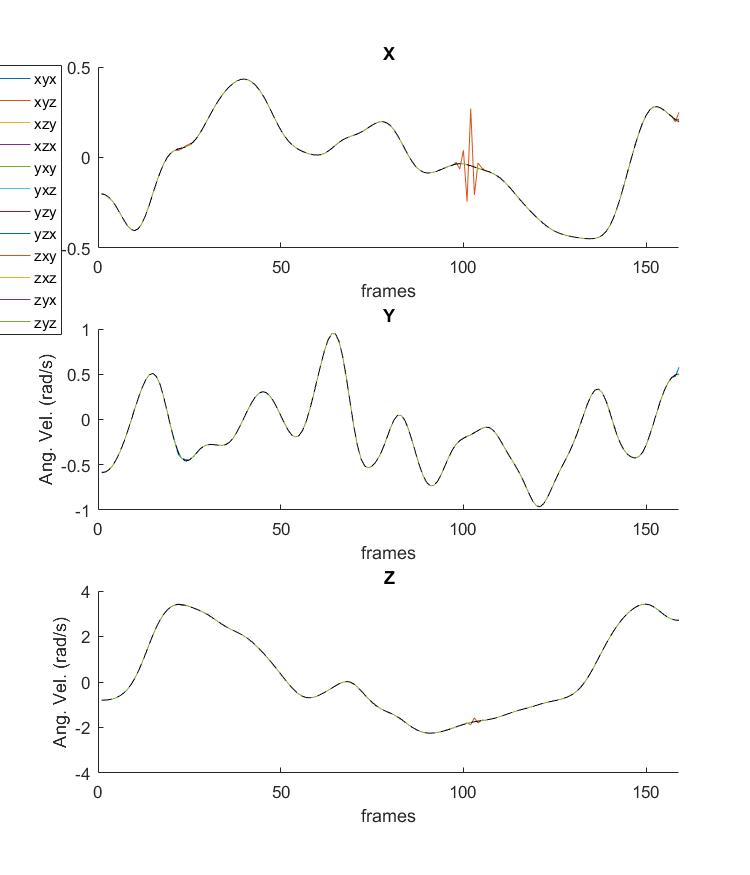 X
xyx
xyz
xzy
xzx
yxy
yxz
yzy
yzx
zxy
zxz
zyx
zyz
0.5
0
-0.5
0 50 100 150
frames
Y
Ang. Vel. (rad/s)
1
0.5
0
-0.5
-1
0 50 100 150
frames
Z
Ang. Vel. (rad/s)
4
2
0
-2
-4
0 50 100 150
frames